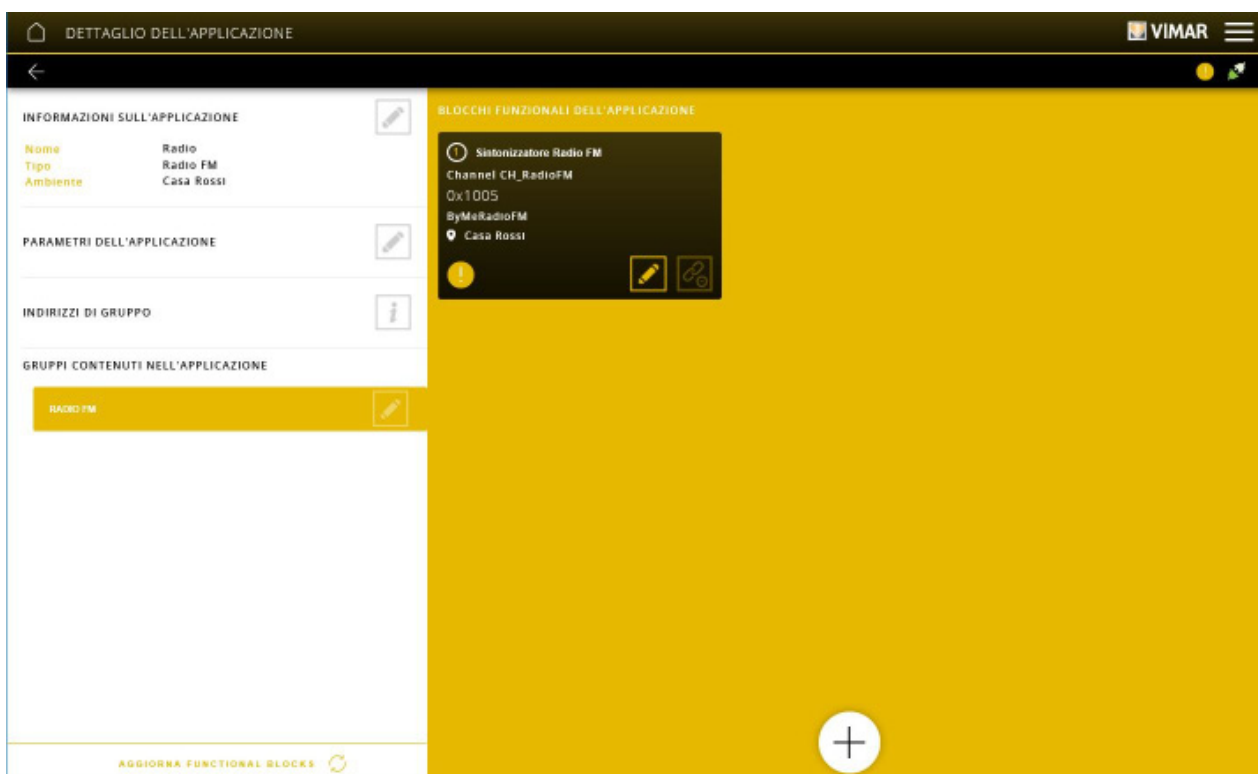 DETTAGLIO DELL'APPLICAZIONE
VIMAR
INFORMAZIONI SULL'APPLICAZIONE
Nome Radio
Tipo Radio FM
Ambiente Casa Rossi
PARAMETRI DELL'APPLICAZIONE
INDIRIZZI DI GRUPPO
i
GRUPPI CONTENUTI NELL'APPLICAZIONE
RADIO FM
AGGIORNA FUNCTIONAL BLOCKS
BLOCCHI FUNZIONALI DELL'APPLICAZIONE
1 Sintonizzatore Radio FM
Channel CH_RadioFM
0x1005
ByMeRadioFM
Casa Rossi